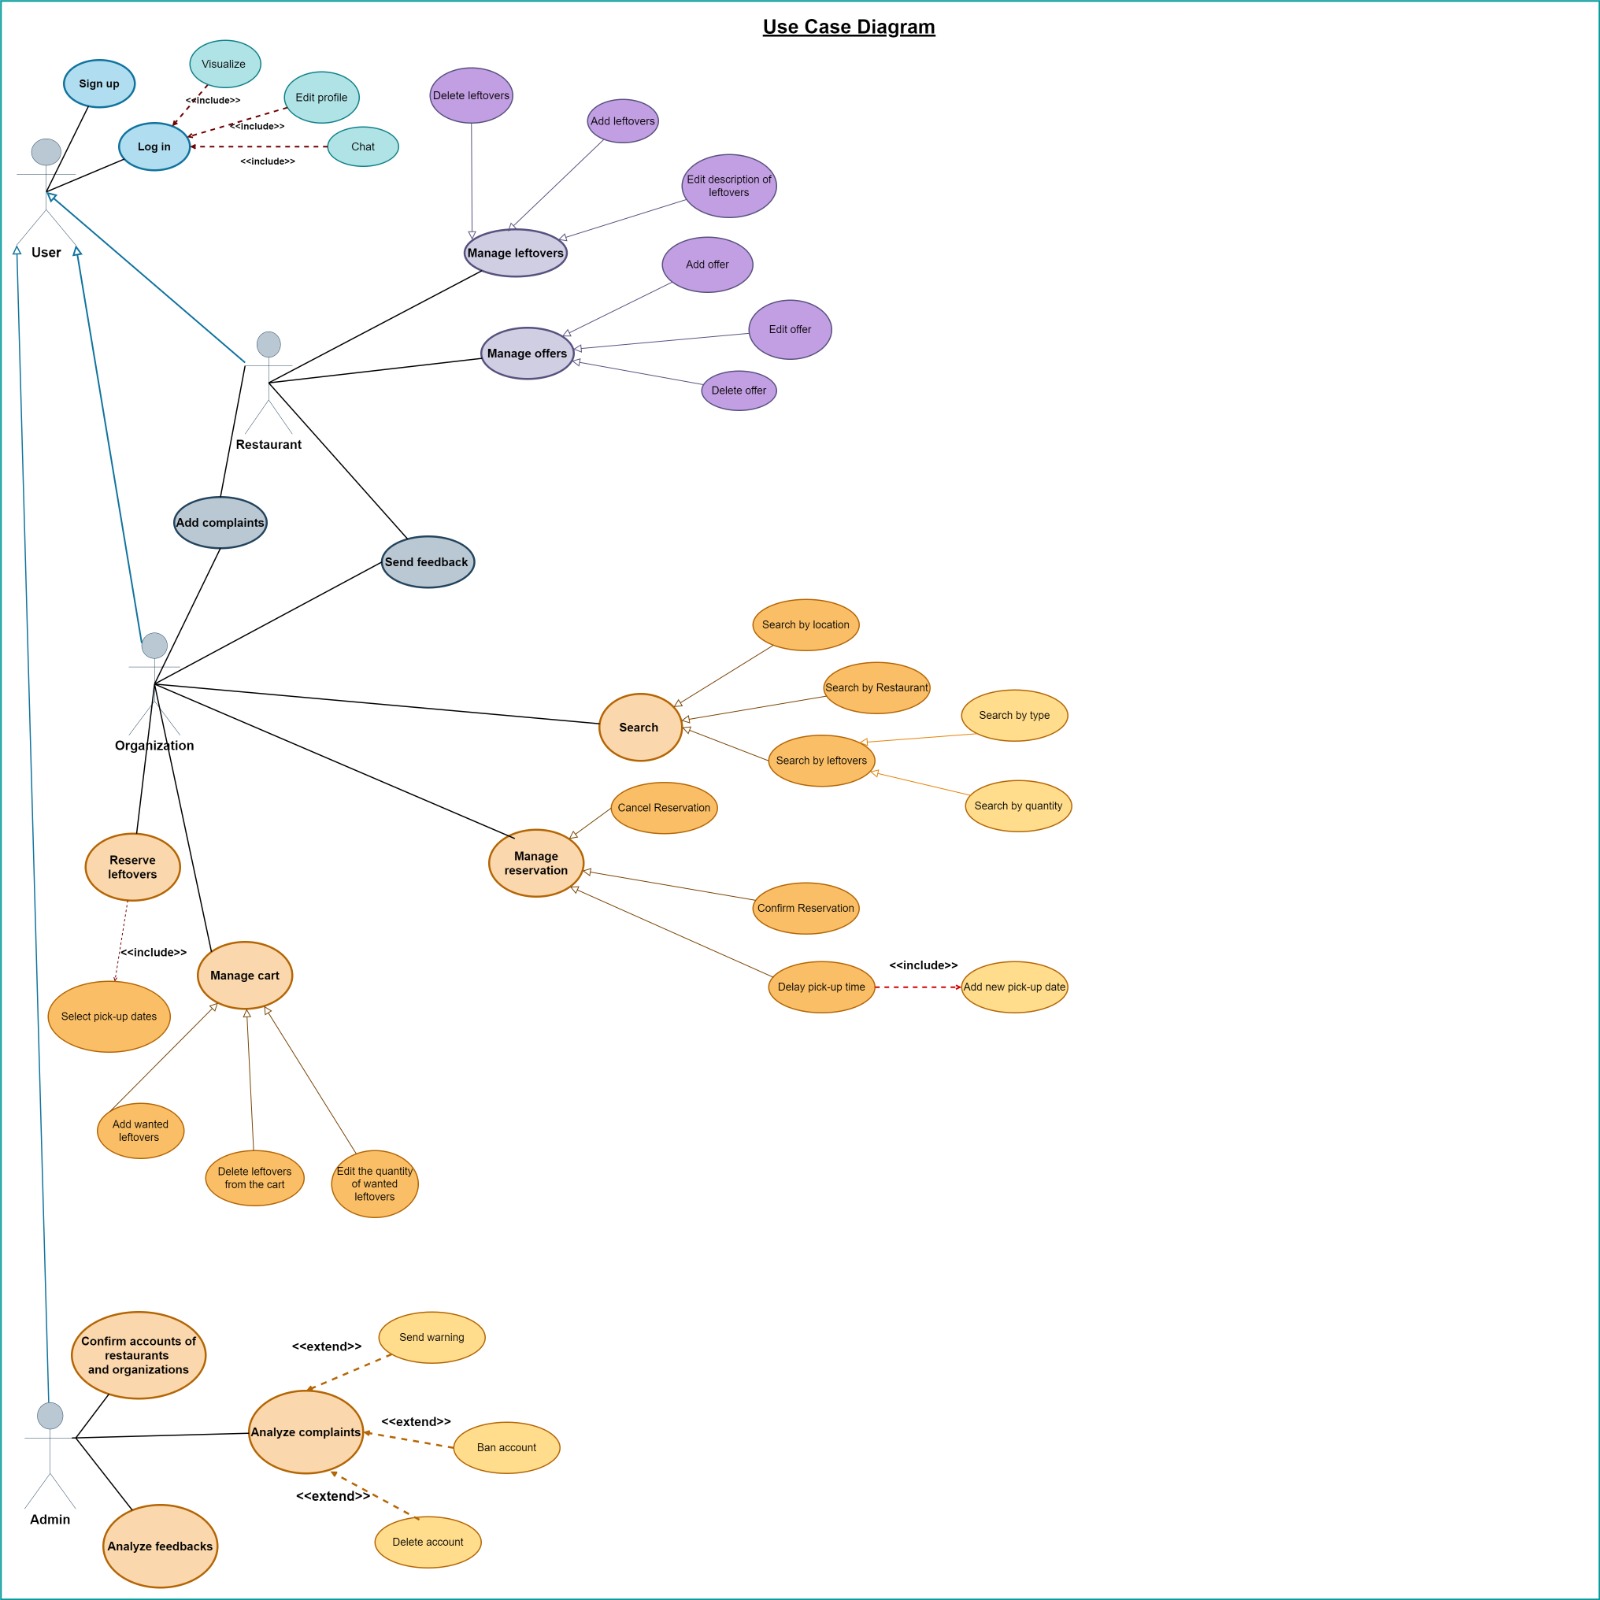 Use Case Diagram
Visualize
Sign up
<<include>>
Edit profile
<<include>>
Log in
Chat
<<include>>
User
Delete leftovers
Add leftovers
Edit description of
leftovers
Manage leftovers
Add offer
Edit offer
Manage offers
Delete offer
Restaurant
Add complaints
Send feedback
Search by location
Search by Restaurant
Search by type
Search
Organization
Search by leftovers
Search by quantity
Cancel Reservation
Manage
reservation
Reserve
leftovers
Confirm Reservation
<<include>>
<<include>>
Manage cart
Delay pick-up time
Add new pick-up date
Select pick-up dates
Add wanted
leftovers
Delete leftovers
from the cart
Edit the quantity
of wanted
leftovers
Confirm accounts of
restaurants
and organizations
<<extend>>
Send warning
<<extend>>
Analyze complaints
Ban account
<<extend>>
Admin
Delete account
Analyze feedbacks